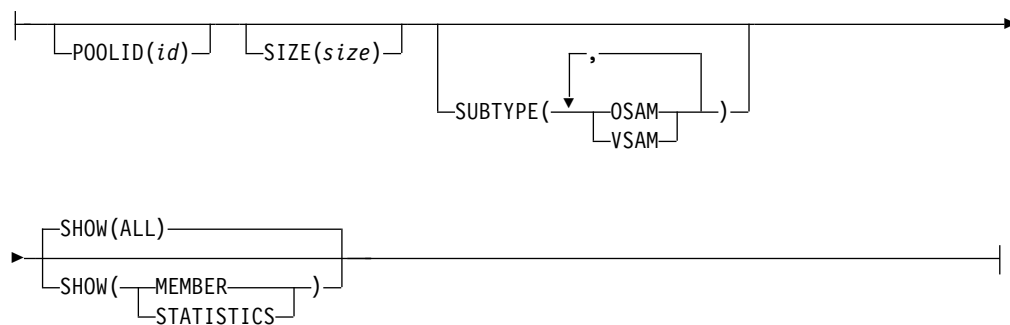 POOLID(id) SIZE(size)
,
SUBTYPE( OSAM )
VSAM
SHOW(ALL)
SHOW( MEMBER )
STATISTICS